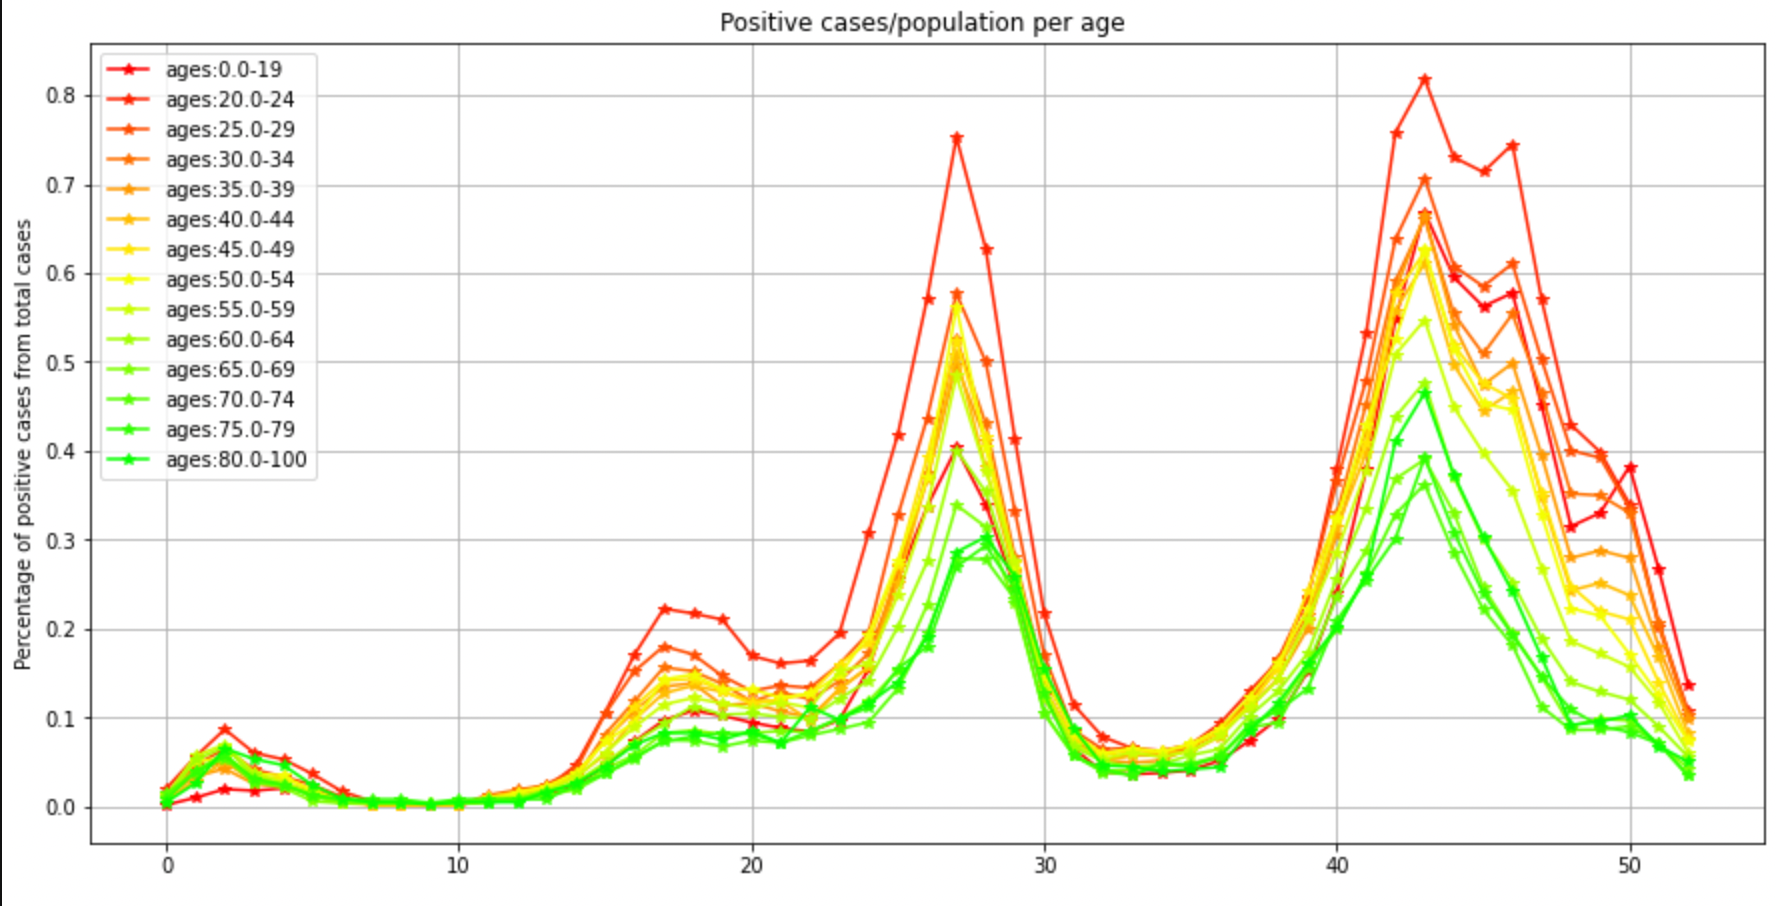 Positive cases/population per age
Percentage of positive cases from total cases
0.8
0.7
0.6
0.5
0.4
0.3
0.2
0.1
0.0
ages:0.0-19
ages:20.0-24
ages:25.0-29
ages:30.0-34
ages:35.0-39
ages:40.0-44
ages:45.0-49
ages:50.0-54
ages:55.0-59
ages:60.0-64
ages:65.0-69
ages:70.0-74
ages:75.0-79
ages:80.0-100
0 10 20 30 40 50